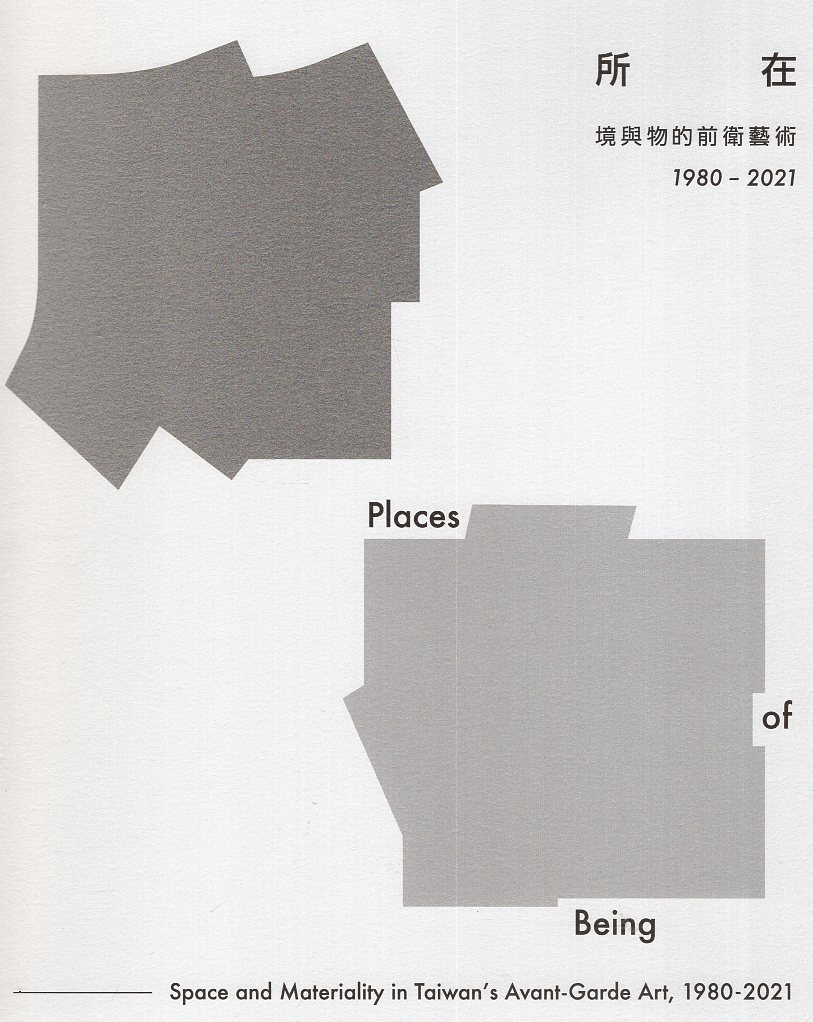 所在
境與物的前衛藝術
1980 – 2021
Places
of
Being
Space and Materiality in Taiwan's Avant-Garde Art, 1980-2021